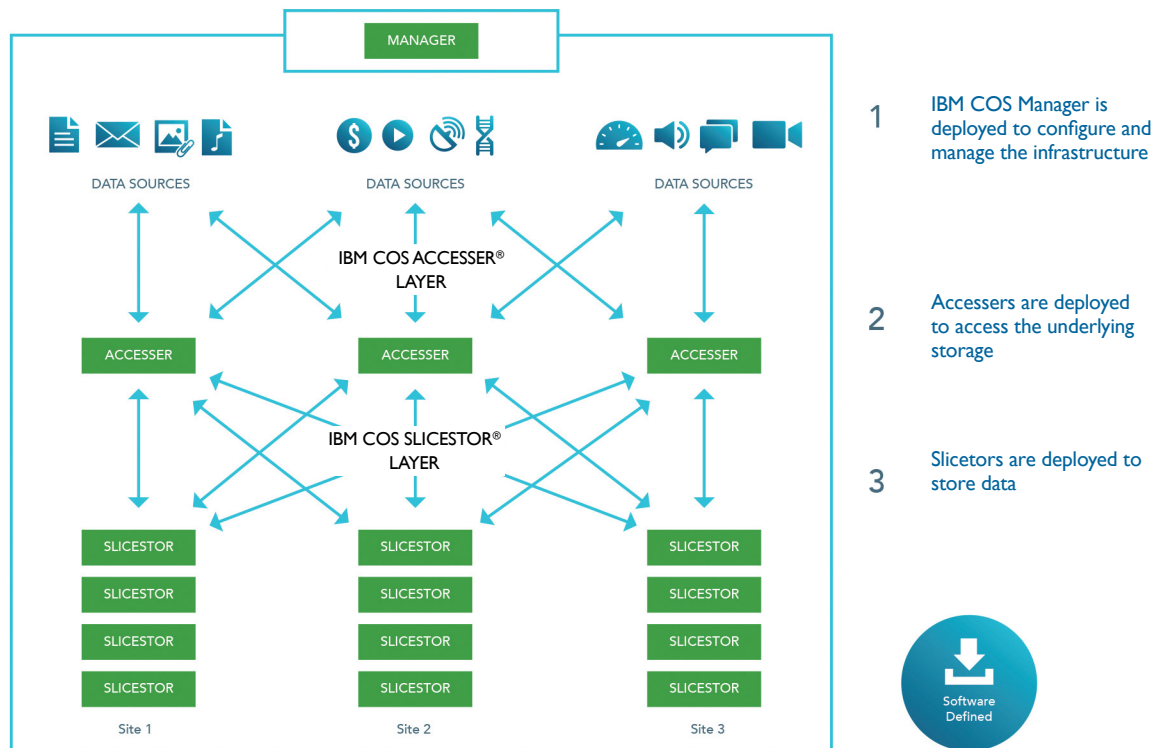 MANAGER
$
DATA SOURCES
DATA SOURCES
DATA SOURCES
IBM COS ACCESSER®
LAYER
ACCESSER
ACCESSER
ACCESSER
IBM COS SLICESTOR®
LAYER
SLICESTOR
SLICESTOR
SLICESTOR
SLICESTOR
SLICESTOR
SLICESTOR
SLICESTOR
SLICESTOR
SLICESTOR
SLICESTOR
SLICESTOR
SLICESTOR
Site 1
Site 2
Site 3
1
IBM COS Manager is
deployed to configure and
manage the infrastructure
2
Accessers are deployed
to access the underlying
storage
3
Slicetors are deployed to
store data
Software
Defined